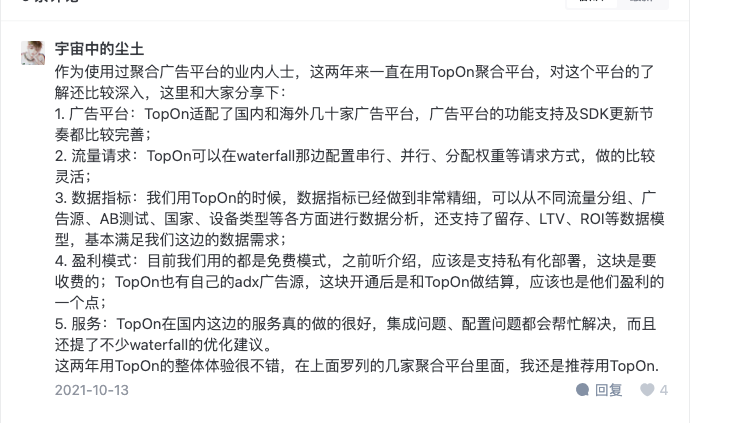 宇宙中的尘土
作为使用过聚合广告平台的业内人士，这两年来一直在用TopOn聚合平台，对这个平台的了
解还比较深入，这里和大家分享下：
1. 广告平台：TopOn适配了国内和海外几十家广告平台，广告平台的功能支持及SDK更新节
奏都比较完善；
2. 流量请求：TopOn可以在waterfall那边配置串行、并行、分配权重等请求方式，做的比较
灵活；
3. 数据指标：我们用TopOn的时候，数据指标已经做到非常精细，可以从不同流量分组、广
告源、AB测试、国家、设备类型等各方面进行数据分析，还支持了留存、LTV、ROI等数据模
型，基本满足我们这边的数据需求；
4. 盈利模式：目前我们用的都是免费模式，之前听介绍，应该是支持私有化部署，这块是要
收费的；TopOn也有自己的adx广告源，这块开通后是和TopOn做结算，应该也是他们盈利的
一个点；
5. 服务：TopOn在国内这边的服务真的做的很好，集成问题、配置问题都会帮忙解决，而且
还提了不少waterfall的优化建议。
这两年用TopOn的整体体验很不错，在上面罗列的几家聚合平台里面，我还是推荐用TopOn.
2021-10-13 回复 4